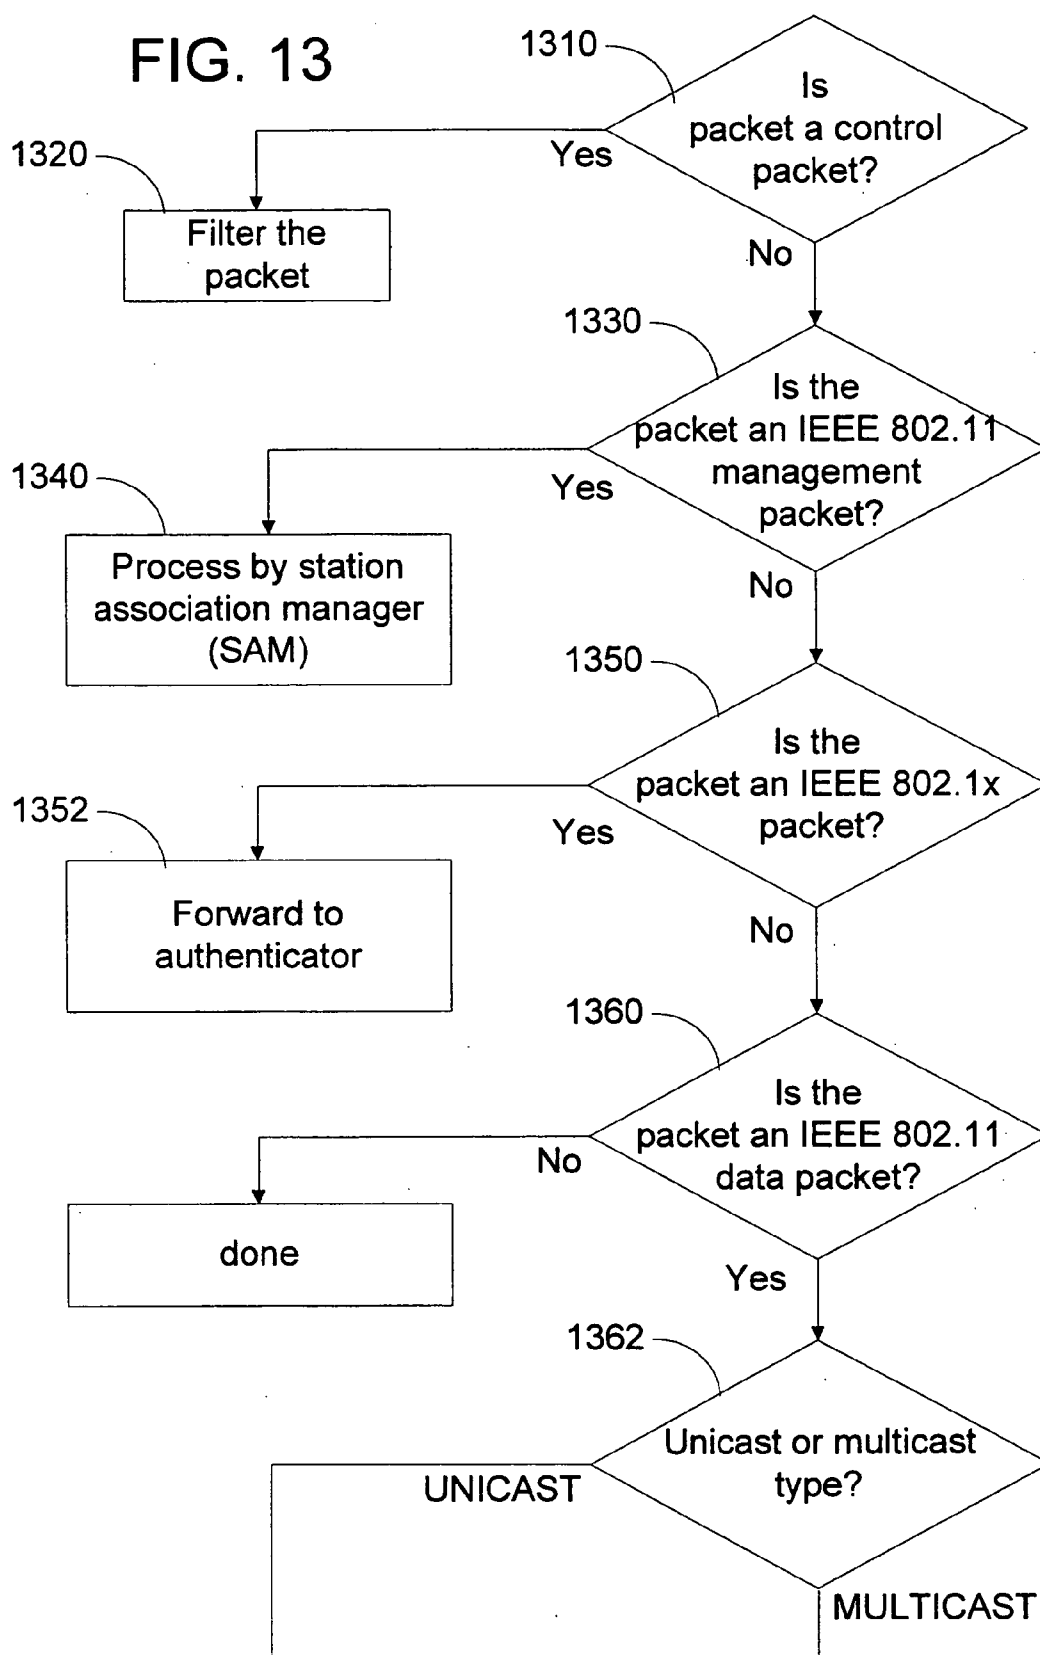 FIG. 13
1310
Is
packet a control
packet?
Yes
1320
Filter the
packet
No
1330
Is the
packet an IEEE 802.11
management
packet?
Yes
1340
Process by station
association manager
(SAM)
No
1350
Is the
packet an IEEE 802.1x
packet?
Yes
1352
Forward to
authenticator
No
1360
Is the
packet an IEEE 802.11
data packet?
No
done
Yes
1362
Unicast or multicast
type?
UNICAST
MULTICAST